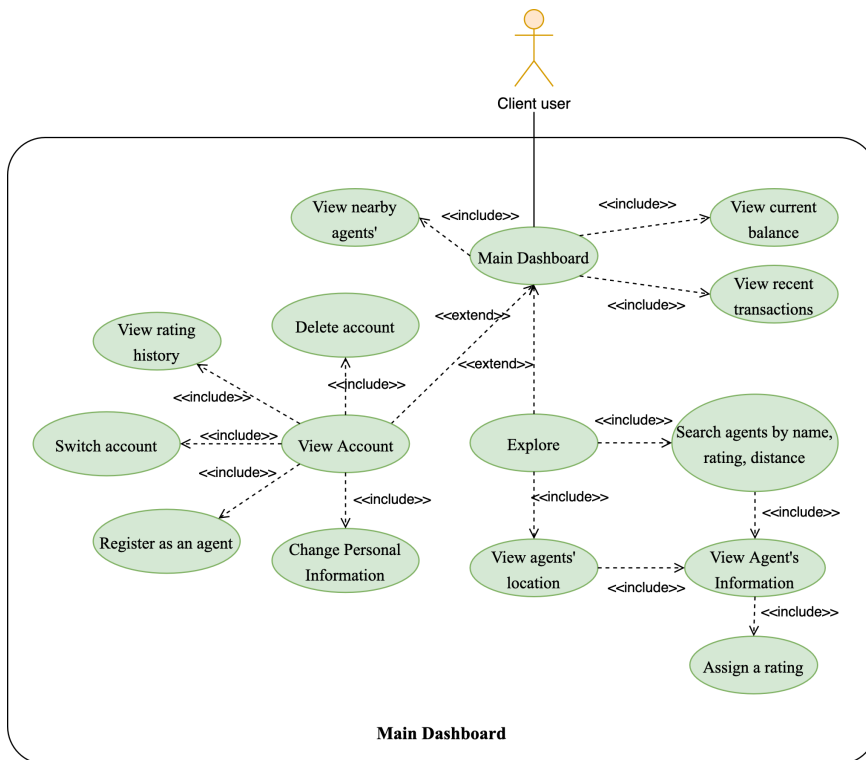 Client user
<<include>>
View nearby
agents'
<<include>>
View current
balance
Main Dashboard
<<include>>
View recent
transactions
<<extend>>
Delete account
View rating
history
<<extend>>
<<include>>
<<include>>
<<include>>
Search agents by name,
rating, distance
Switch account
<<include>>
View Account
Explore
<<include>>
<<include>>
<<include>>
<<include>>
Register as an agent
Change Personal
Information
View agents'
location
<<include>>
View Agent's
Information
<<include>>
Assign a rating
Main Dashboard